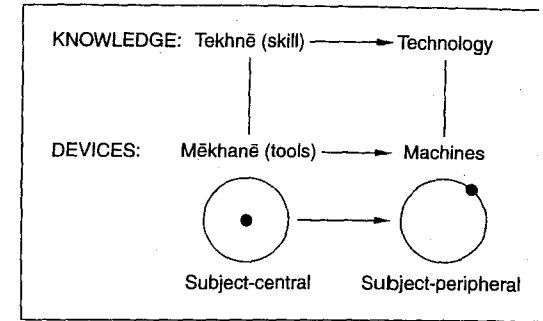 KNOWLEDGE: Tekhnē (skill) Technology
DEVICES: Mēkhanē (tools) Machines
Subject-central Subject-peripheral